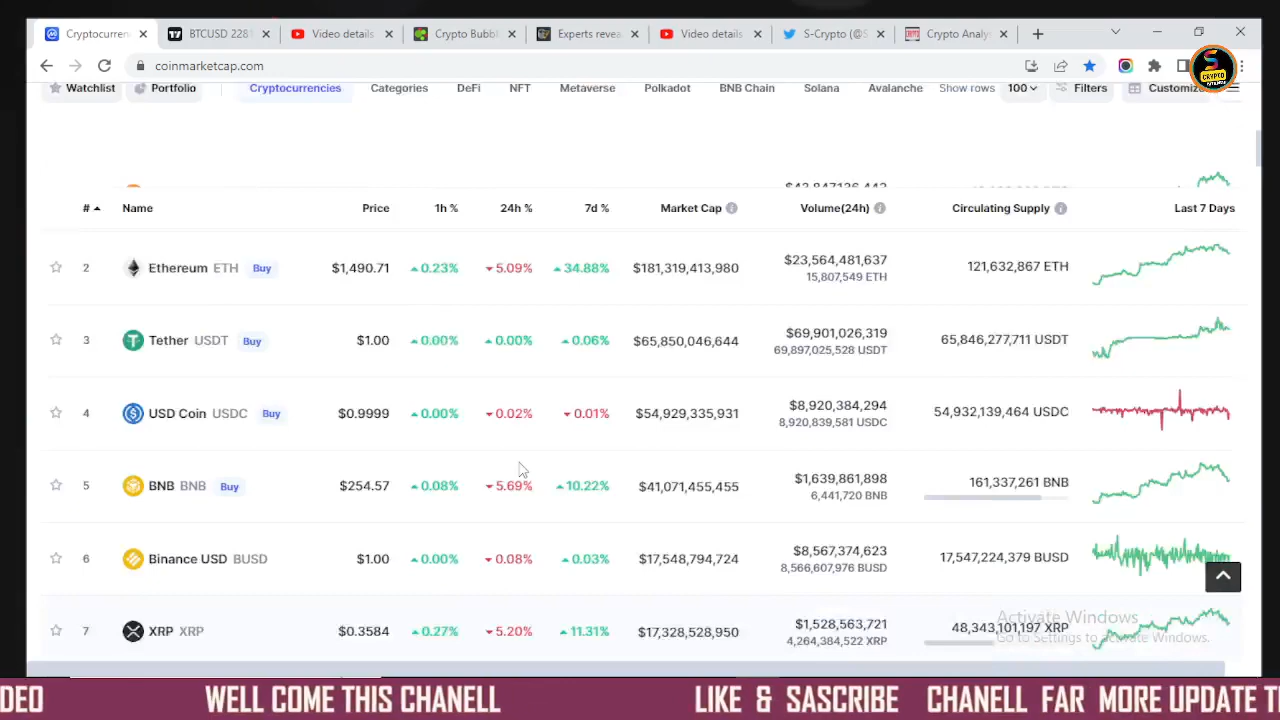 Cryptocurren
BTCUSD 2281
Video details
Crypto Bubbl
Experts revea
Video details
S-Crypto (@S
Crypto Analy
coinmarketcap.com
CRYPTO
Watchlist Portfolio Cryptocurrencies Categories DeFi NFT Metaverse Polkadot BNB Chain Solana Avalanche Show rows 100 Filters Customize
$43,847,136,442
# Name Price 1h % 24h % 7d % Market Cap Volume(24h) Circulating Supply Last 7 Days
2 Ethereum ETH Buy $1,490.71 0.23% 5.09% 34.88% $181,319,413,980 $23,564,481,637 121,632,867 ETH
15,807,549 ETH
3 Tether USDT Buy $1.00 0.00% 0.00% 0.06% $65,850,046,644 $69,901,026,319 65,846,277,711 USDT
69,897,025,528 USDT
4 USD Coin USDC Buy $0.9999 0.00% 0.02% 0.01% $54,929,335,931 $8,920,384,294 54,932,139,464 USDC
8,920,839,581 USDC
5 BNB BNB Buy $254.57 0.08% 5.69% 10.22% $41,071,455,455 $1,639,861,898 161,337,261 BNB
6,441,720 BNB
6 Binance USD BUSD $1.00 0.00% 0.08% 0.03% $17,548,794,724 $8,567,374,623 17,547,224,379 BUSD
8,566,607,976 BUSD
7 XRP XRP $0.3584 0.27% 5.20% 11.31% $17,328,528,950 $1,528,563,721 48,343,101,197 XRP
4,264,384,522 XRP
Activate Windows
Go to Settings to activate Windows.
DEO WELL COME THIS CHANELL LIKE & SASCRIBE CHANELL FAR MORE UPDATE T